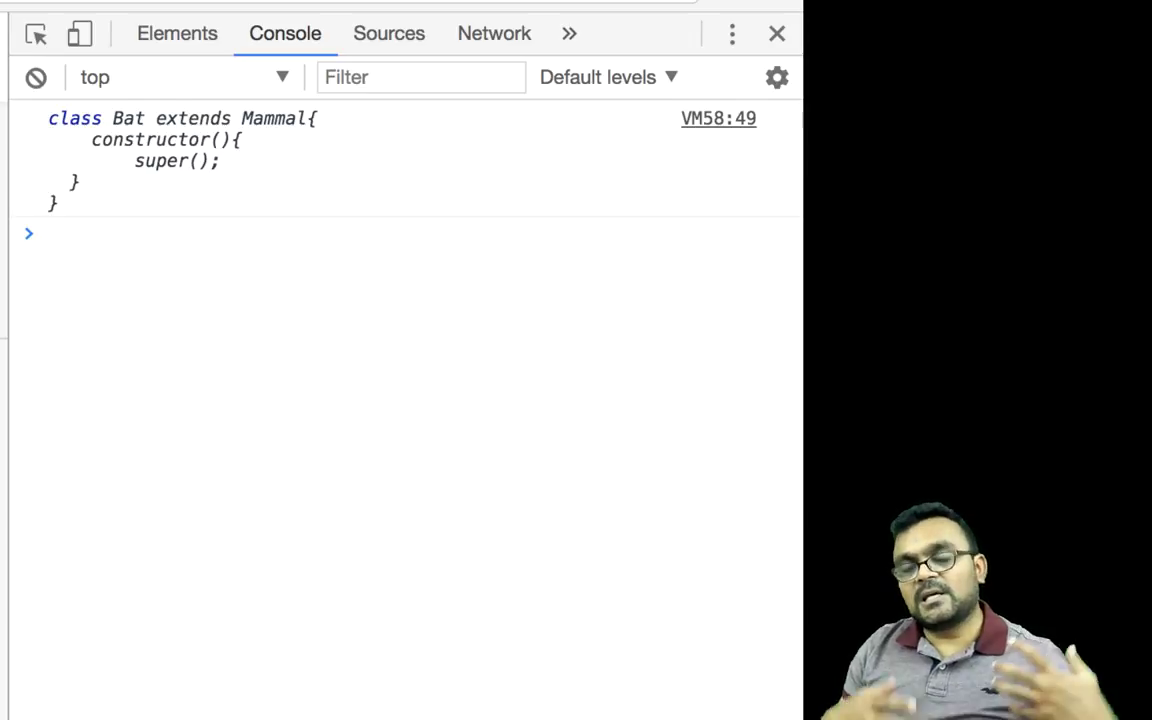 Elements Console Sources Network »
top Filter Default levels
class Bat extends Mammal{ VM58:49
constructor(){
super();
}
}
>